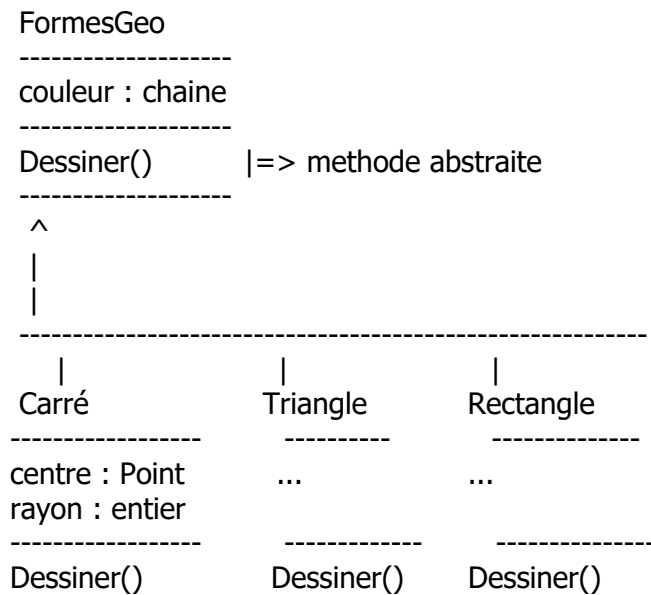 FormesGeo
--------------------
couleur : chaine
--------------------
Dessiner() |=> methode abstraite
--------------------
^
|
|
-----------------------------------------------------------
| | |
Carré Triangle Rectangle
------------------ ---------- --------------
centre : Point ... ...
rayon : entier
------------------ ------------- ---------------
Dessiner() Dessiner() Dessiner()